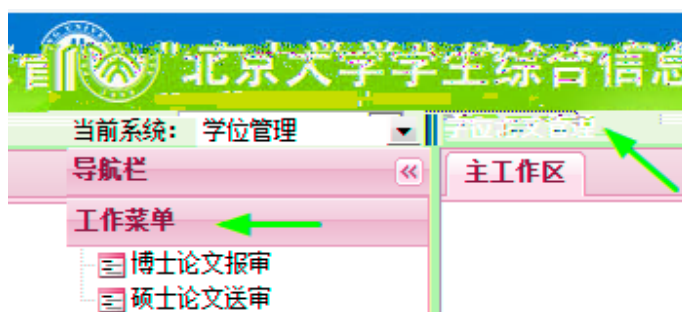 北京大学学生综合信息
当前系统： 学位管理
导航栏
主工作区
工作菜单
博士论文报审
硕士论文送审